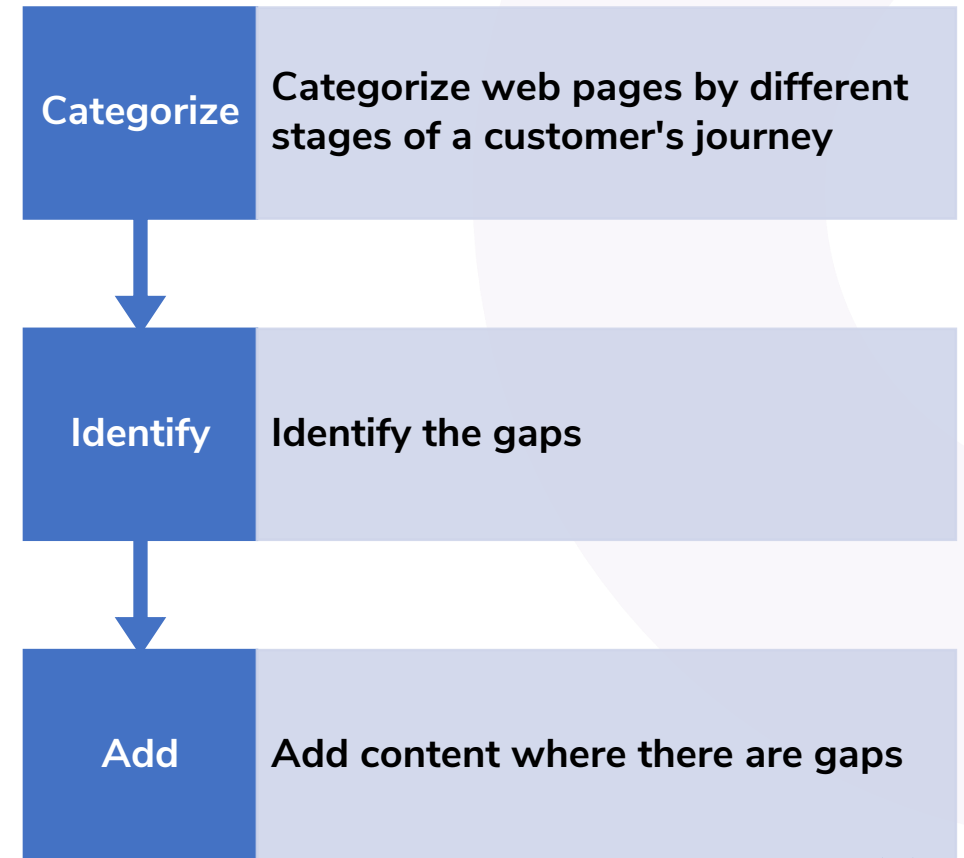 Categorize
Categorize web pages by different
stages of a customer's journey
Identify
Identify the gaps
Add
Add content where there are gaps